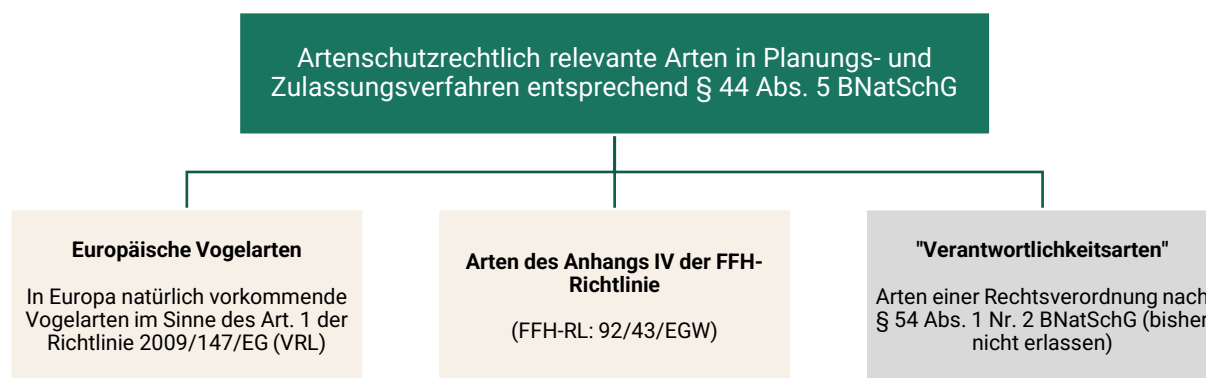 Artenschutzrechtlich relevante Arten in Planungs- und
Zulassungsverfahren entsprechend § 44 Abs. 5 BNatSchG
Europäische Vogelarten
In Europa natürlich vorkommende
Vogelarten im Sinne des Art. 1 der
Richtlinie 2009/147/EG (VRL)
Arten des Anhangs IV der FFH-
Richtlinie
(FFH-RL: 92/43/EGW)
"Verantwortlichkeitsarten"
Arten einer Rechtsverordnung nach
§ 54 Abs. 1 Nr. 2 BNatSchG (bisher
nicht erlassen)